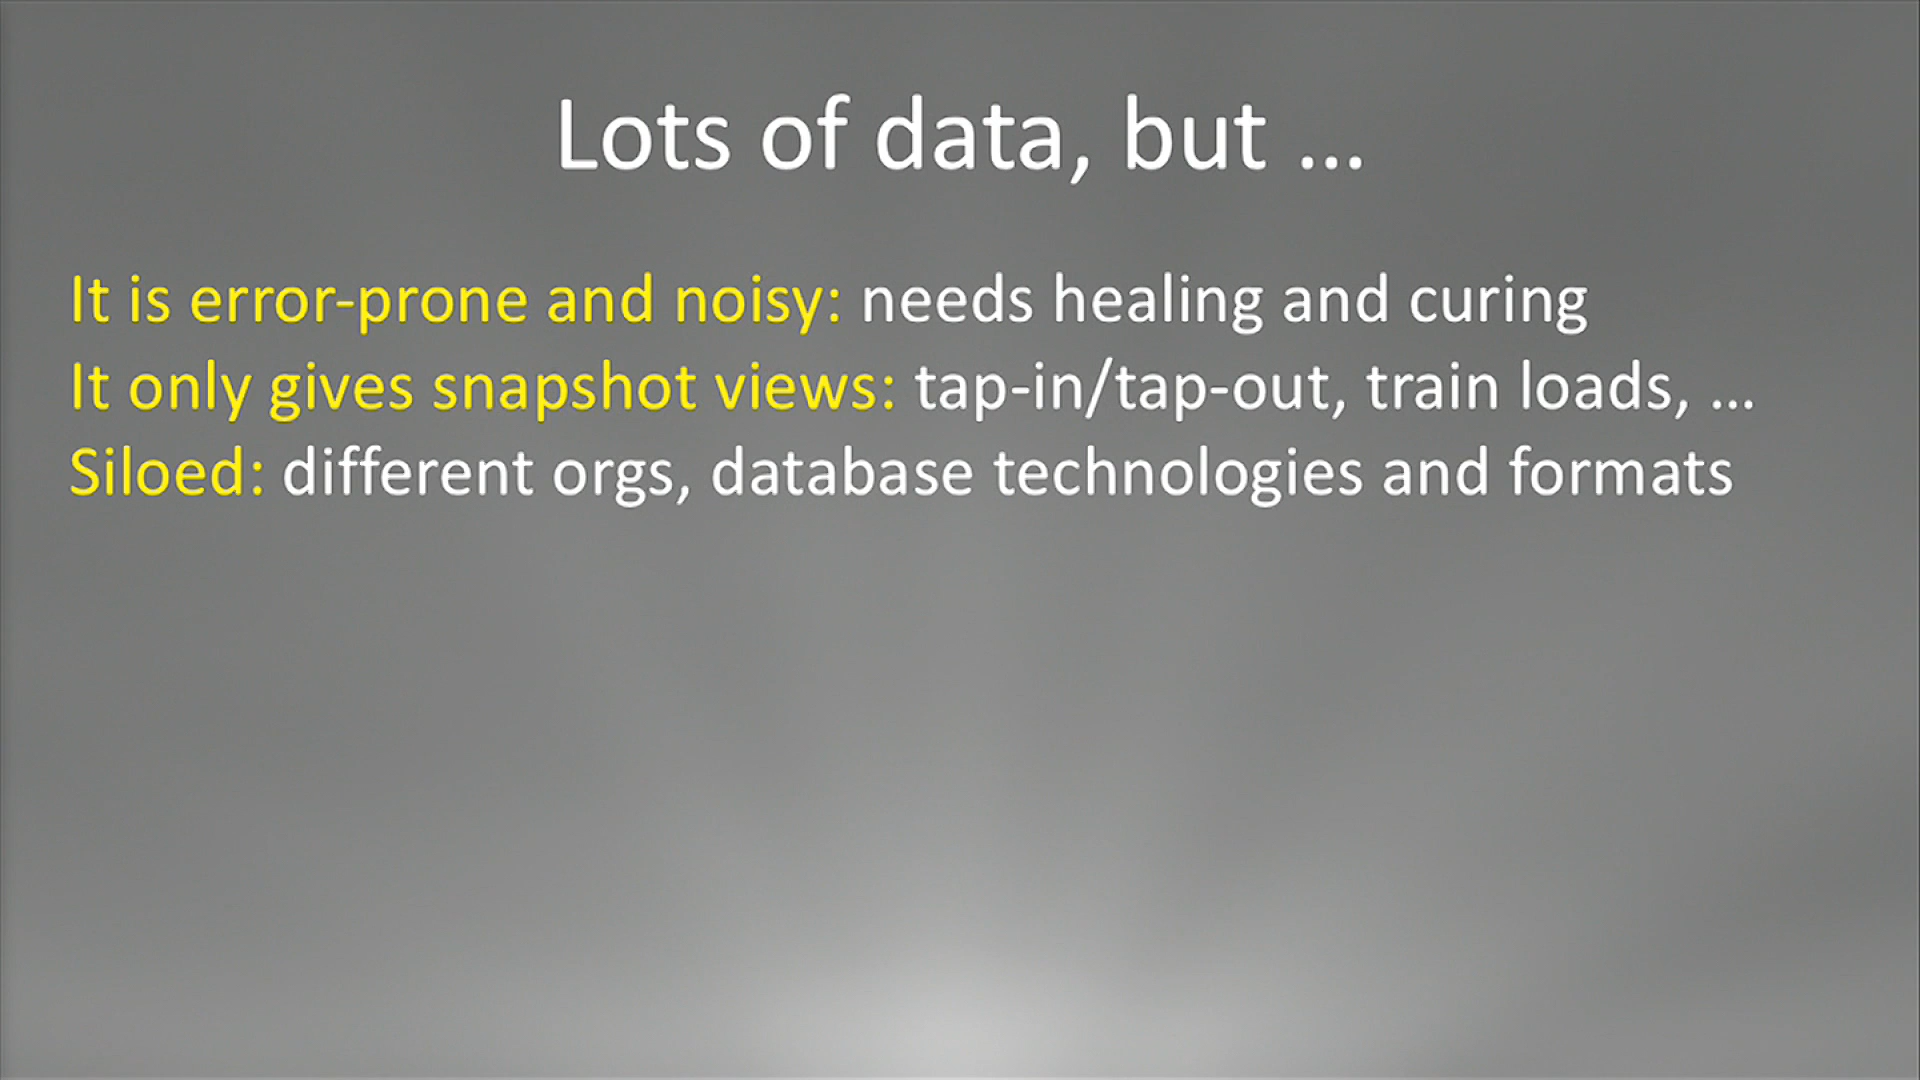 Lots of data, but ...
It is error-prone and noisy: needs healing and curing
It only gives snapshot views: tap-in/tap-out, train loads, ...
Siloed: different orgs, database technologies and formats